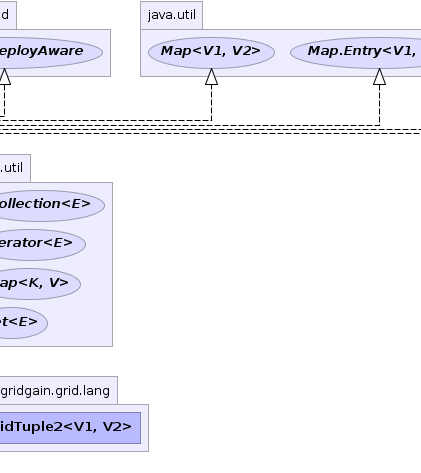 d
java.util
eployAware
Map<V1, V2>
Map.Entry<V1,
.util
ollection<E>
erator<E>
ap<K, V>
t<E>
gridgain.grid.lang
idTuple2<V1, V2>